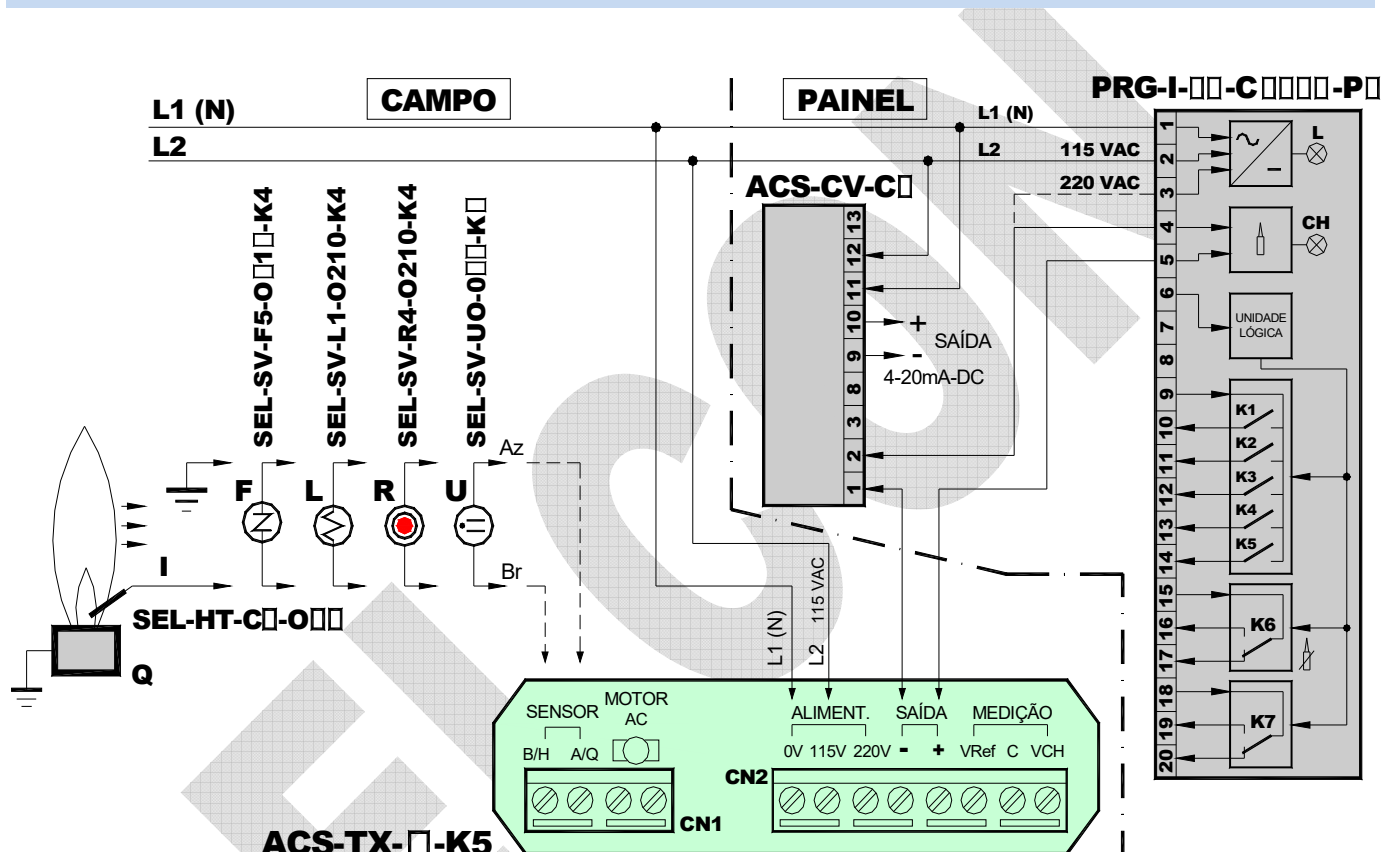 CAMPO
PAINEL
PRG-I-□□-C□□□□-P□
L1 (N)
L1 (N)
L2
L2
115 VAC
220 VAC
ACS-CV-C□
SEL-SV-F5-O□1□-K4
SEL-SV-L1-O210-K4
SEL-SV-R4-O210-K4
SEL-SV-UO-0□□-K□
13
12
11
10
9
8
3
2
1
+
SAÍDA
-
4-20mA-DC
1
2
3
4
5
6
7
8
9
10
11
12
13
14
15
16
17
18
19
20
L
CH
UNIDADE
LÓGICA
K1
K2
K3
K4
K5
K6
K7
Az
F
L
R
U
Br
I
SEL-HT-C□-O□□
Q
L1 (N)
L2 115 VAC
SENSOR
MOTOR
AC
B/H A/Q
ALIMENT.
SAÍDA
MEDIÇÃO
0V 115V 220V - + VRef C VCH
CN2
CN1
ACS-TX-□-K5
ELCON